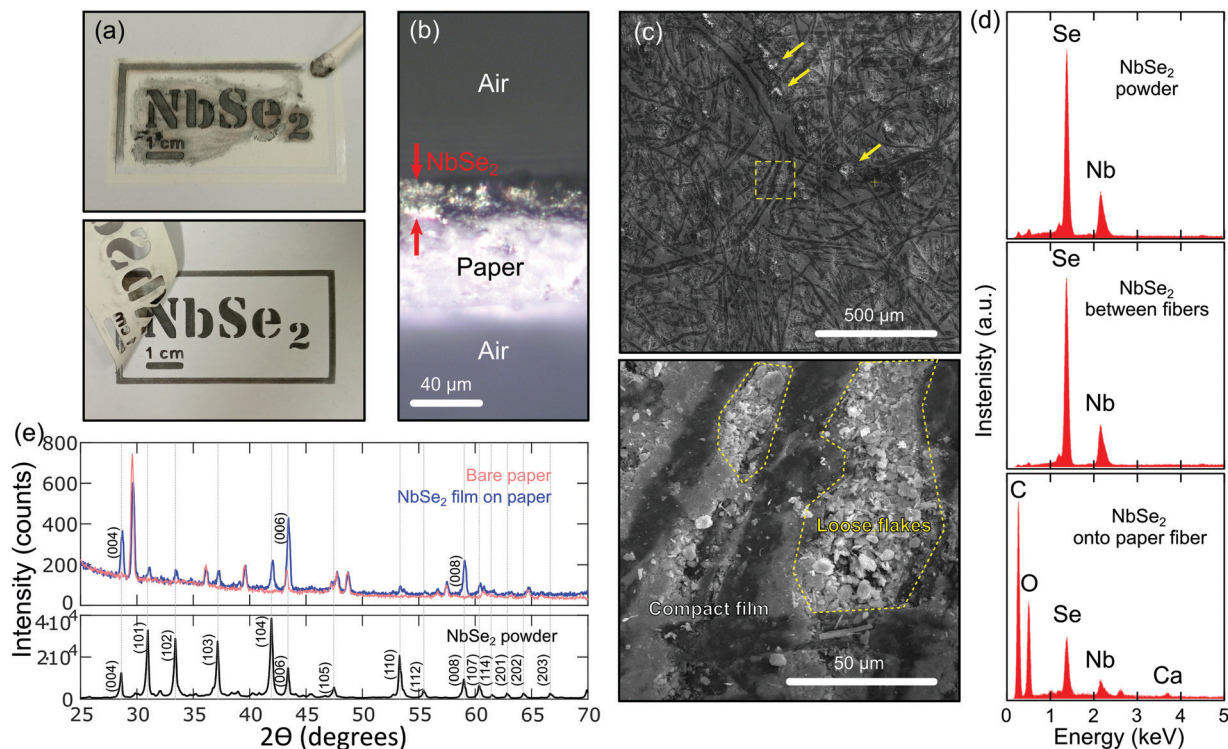 (a)
NbSe2
1 cm
NbSe2
1 cm
(b)
Air
NbSe2
Paper
Air
40 µm
(c)
500 µm
Loose flakes
Compact film
50 µm
(d)
Se
NbSe2
powder
Nb
Se
NbSe2
between fibers
Nb
C
NbSe2
onto paper fiber
O
Se
Nb
Ca
Instenisty (a.u.)
0 1 2 3 4 5
Energy (keV)
(e)
800
600
400
200
0
Bare paper
NbSe2 film on paper
(004)
(006)
(008)
4·10⁴
2·10⁴
0
NbSe2 powder
(004)
(101)
(102)
(103)
(104)
(006)
(105)
(110)
(112)
(008)
(107)
(114)
(201)
(202)
(203)
Intensity (counts)
25 30 35 40 45 50 55 60 65 70
2Θ (degrees)